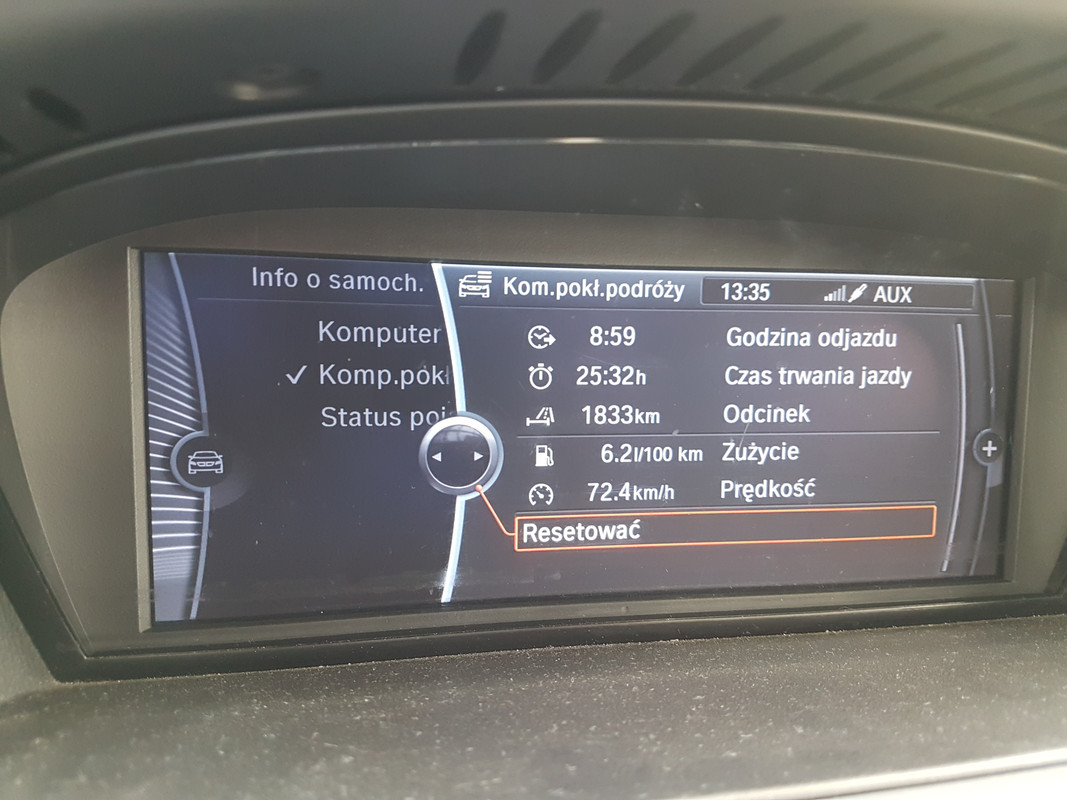 Info o samoch.
Kom.pokł.podróży
13:35 AUX
Komputer
✓ Komp.pokł
Status poj
8:59 Godzina odjazdu
25:32h Czas trwania jazdy
1833km Odcinek
6.2l/100 km Zużycie
72.4km/h Prędkość
Resetować